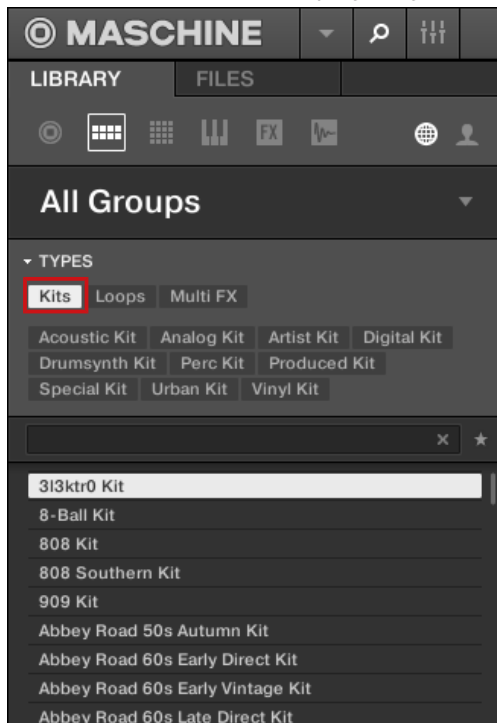 MASCHINE
LIBRARY FILES
FX
All Groups
TYPES
Kits Loops Multi FX
Acoustic Kit Analog Kit Artist Kit Digital Kit
Drumsynth Kit Perc Kit Produced Kit
Special Kit Urban Kit Vinyl Kit
3l3ktr0 Kit
8-Ball Kit
808 Kit
808 Southern Kit
909 Kit
Abbey Road 50s Autumn Kit
Abbey Road 60s Early Direct Kit
Abbey Road 60s Early Vintage Kit
Abbey Road 60s Late Direct Kit